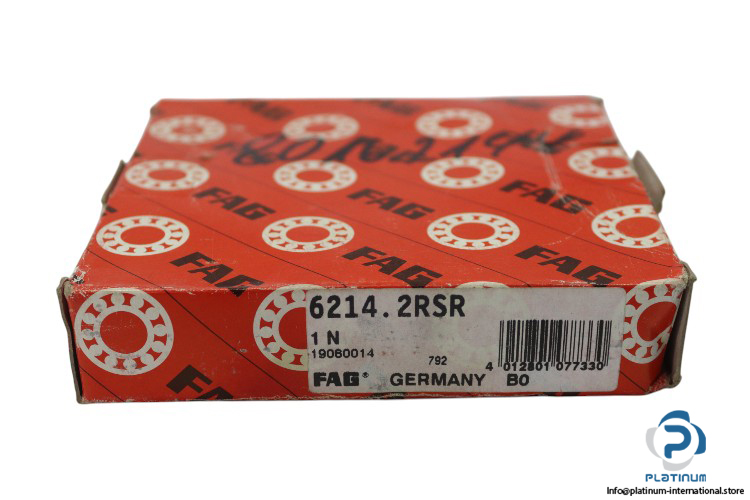 FAG FAG FAG
FAG FAG FAG
6214.2RSR
1 N
19060014
792
4 012801 077330
FAG® GERMANY B0
PLATINUM
Info@platinum-international.store